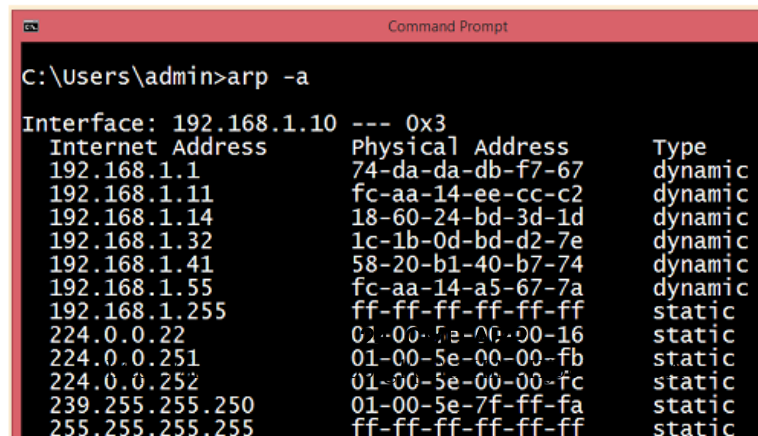 Command Prompt
C:\Users\admin>arp -a
Interface: 192.168.1.10 --- 0x3
Internet Address Physical Address Type
192.168.1.1 74-da-da-db-f7-67 dynamic
192.168.1.11 fc-aa-14-ee-cc-c2 dynamic
192.168.1.14 18-60-24-bd-3d-1d dynamic
192.168.1.32 1c-1b-0d-bd-d2-7e dynamic
192.168.1.41 58-20-b1-40-b7-74 dynamic
192.168.1.55 fc-aa-14-a5-67-7a dynamic
192.168.1.255 ff-ff-ff-ff-ff-ff static
224.0.0.22 static
224.0.0.251 01-00-5e-00-00-fb static
224.0.0.252 01-00-5e-00-00-fc static
239.255.255.250 01-00-5e-7f-ff-fa static
255.255.255.255 ff-ff-ff-ff-ff-ff static